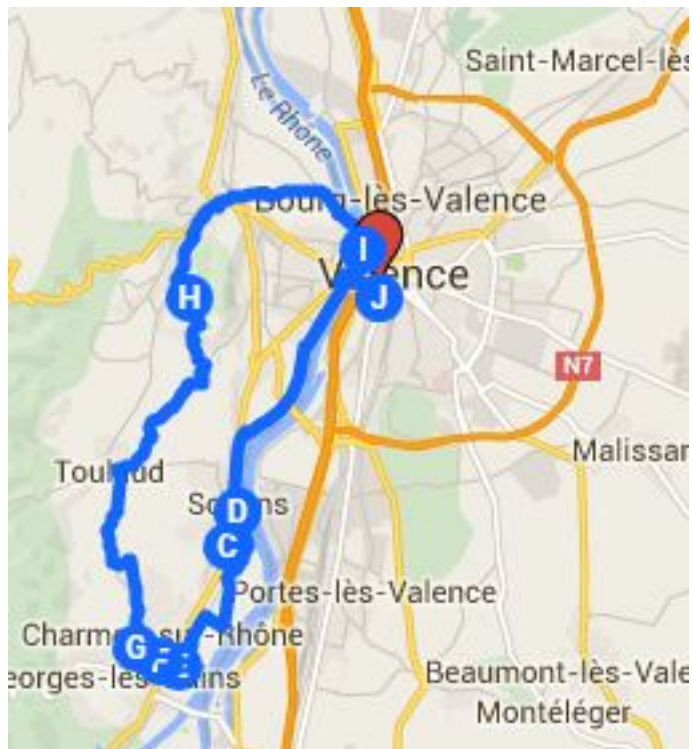 Saint-Marcel-lès
Le Rhône
Bourg-lès-Valence
I
Valence
H
J
N7
Malissar
Toulaud
D
Soyons
C
Portes-lès-Valence
Charmes-sur-Rhône
G
eorges-les-Bains
Beaumont-lès-Vale
Montéléger